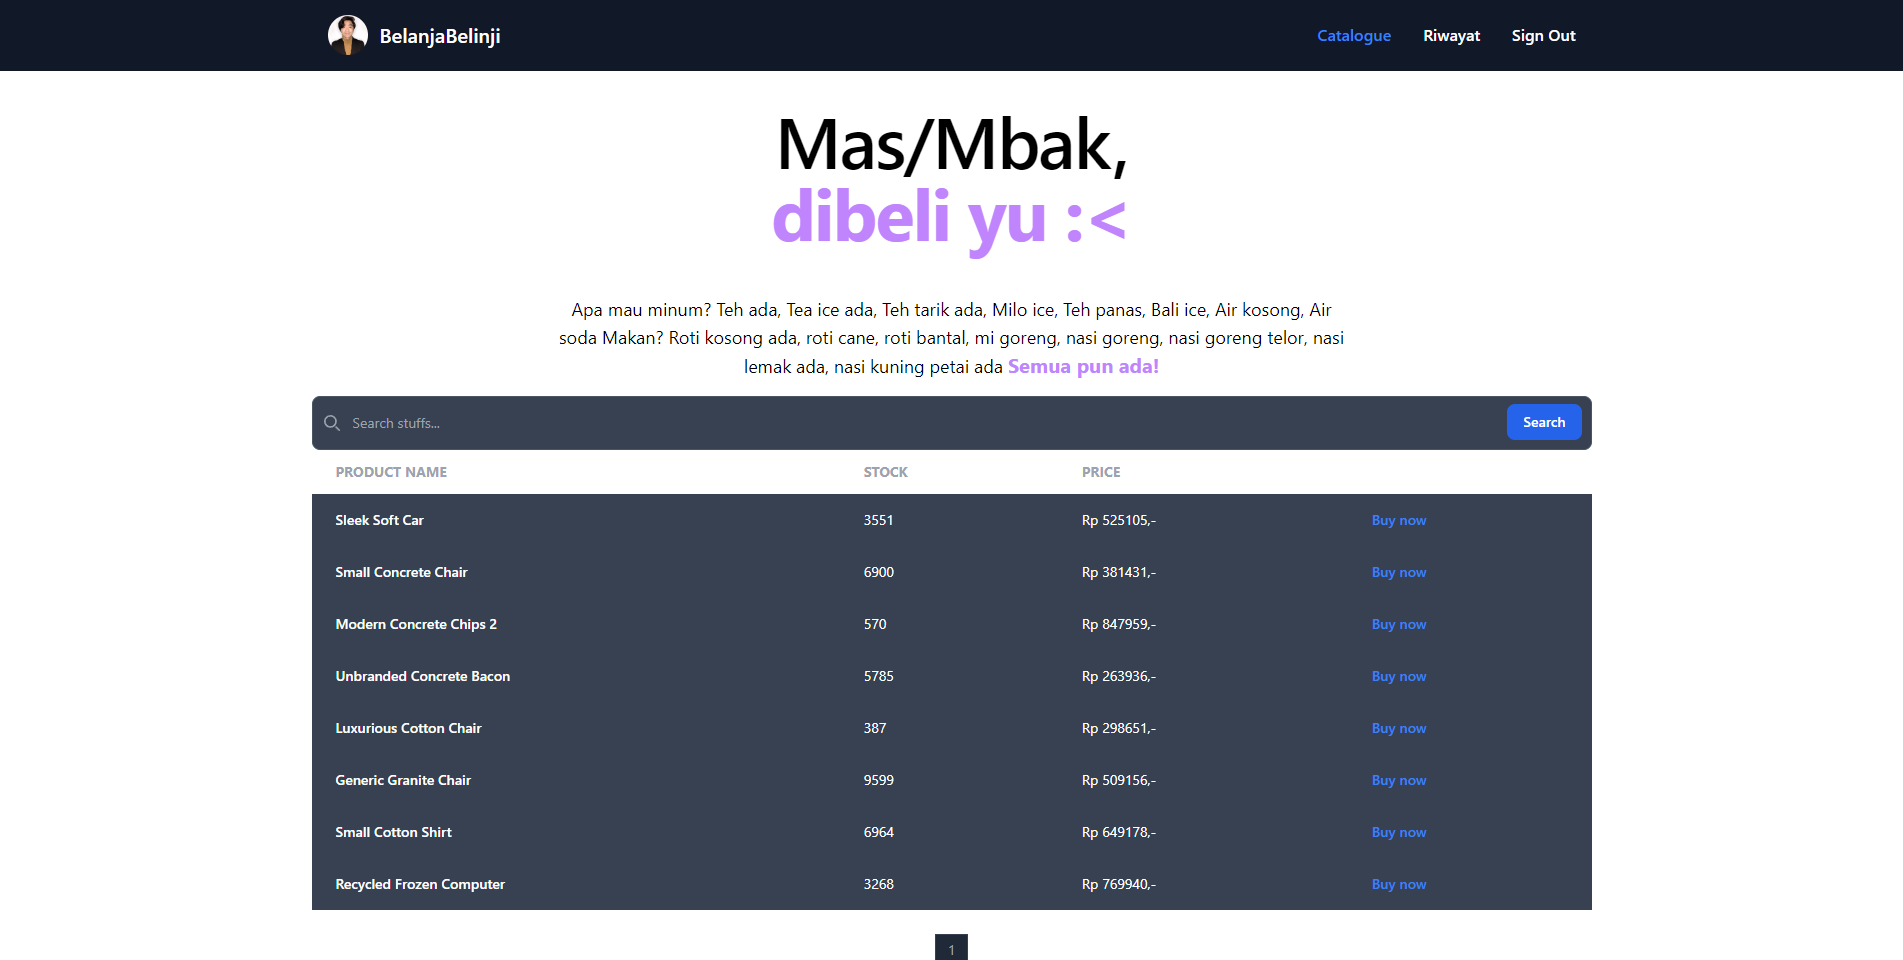 BelanjaBelinji
Catalogue Riwayat Sign Out
Mas/Mbak,
dibeli yu :<
Apa mau minum? Teh ada, Tea ice ada, Teh tarik ada, Milo ice, Teh panas, Bali ice, Air kosong, Air
soda Makan? Roti kosong ada, roti cane, roti bantal, mi goreng, nasi goreng, nasi goreng telor, nasi
lemak ada, nasi kuning petai ada Semua pun ada!
Search stuffs... Search
PRODUCT NAME STOCK PRICE
Sleek Soft Car 3551 Rp 525105,- Buy now
Small Concrete Chair 6900 Rp 381431,- Buy now
Modern Concrete Chips 2 570 Rp 847959,- Buy now
Unbranded Concrete Bacon 5785 Rp 263936,- Buy now
Luxurious Cotton Chair 387 Rp 298651,- Buy now
Generic Granite Chair 9599 Rp 509156,- Buy now
Small Cotton Shirt 6964 Rp 649178,- Buy now
Recycled Frozen Computer 3268 Rp 769940,- Buy now
1